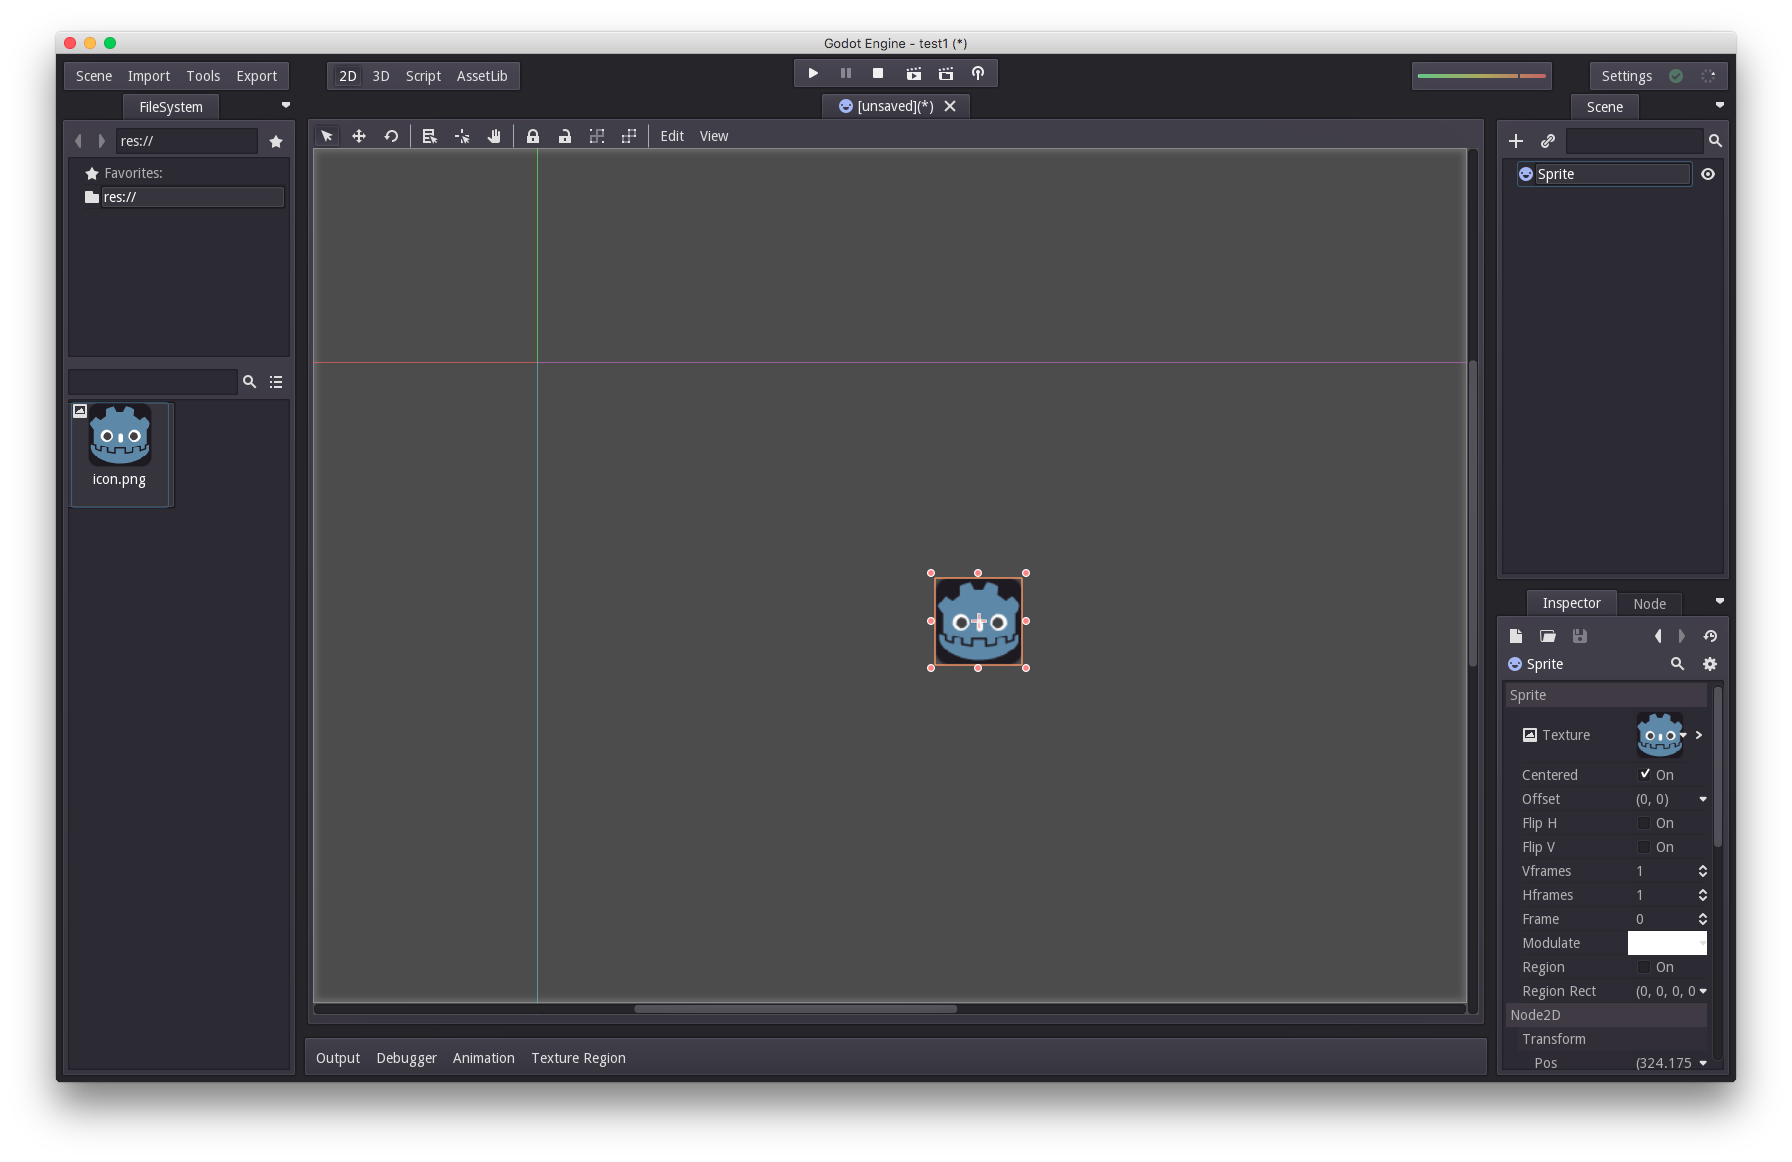 Godot Engine - test1 (*)
Scene Import Tools Export
2D 3D Script AssetLib
Settings
FileSystem
[unsaved](*)
Scene
res://
Edit View
Favorites:
res://
icon.png
Sprite
Inspector Node
Sprite
Sprite
Texture
Centered On
Offset (0, 0)
Flip H On
Flip V On
Vframes 1
Hframes 1
Frame 0
Modulate
Region On
Region Rect (0, 0, 0, 0
Node2D
Transform
Pos (324.175
Output Debugger Animation Texture Region